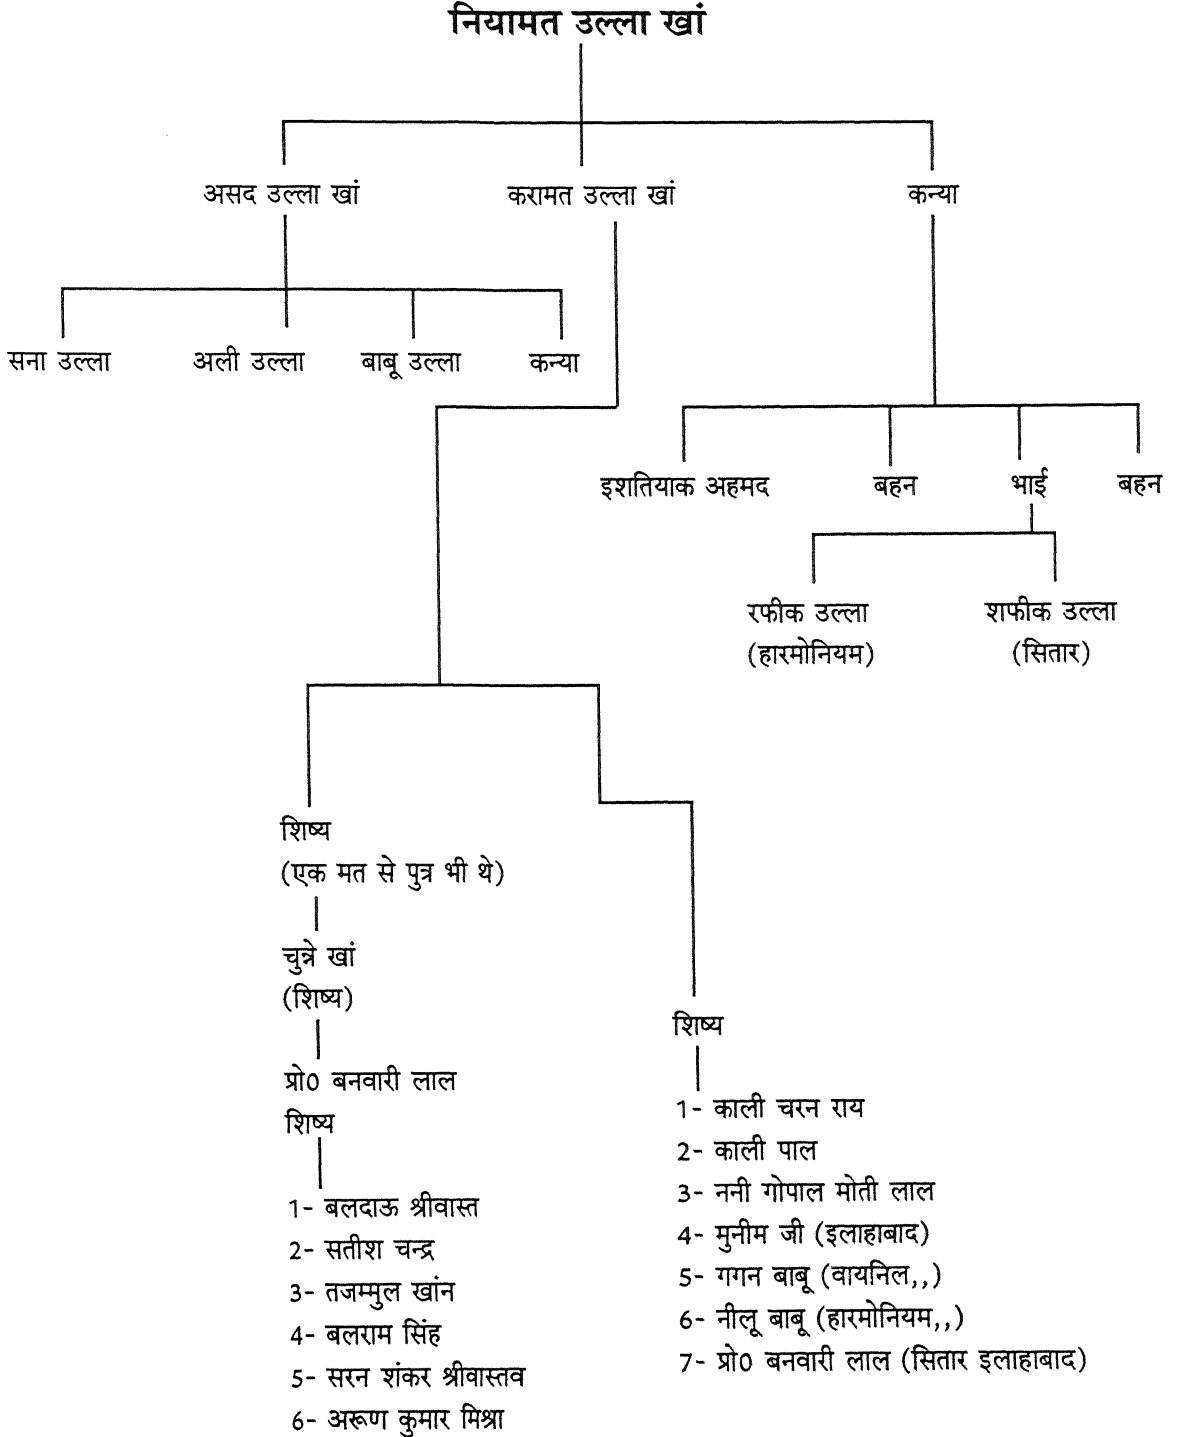 नियामत उल्ला खां
असद उल्ला खां
करामत उल्ला खां
कन्या
सना उल्ला
अली उल्ला
बाबू उल्ला
कन्या
इशतियाक अहमद
बहन
भाई
बहन
रफीक उल्ला
(हारमोनियम)
शफीक उल्ला
(सितार)
शिष्य
(एक मत से पुत्र भी थे)
चुन्ने खां
(शिष्य)
प्रो0 बनवारी लाल
शिष्य
1- बलदाऊ श्रीवास्त
2- सतीश चन्द्र
3- तजम्मुल खांन
4- बलराम सिंह
5- सरन शंकर श्रीवास्तव
6- अरूण कुमार मिश्रा
शिष्य
1- काली चरन राय
2- काली पाल
3- ननी गोपाल मोती लाल
4- मुनीम जी (इलाहाबाद)
5- गगन बाबू (वायनिल,,)
6- नीलू बाबू (हारमोनियम,,)
7- प्रो0 बनवारी लाल (सितार इलाहाबाद)